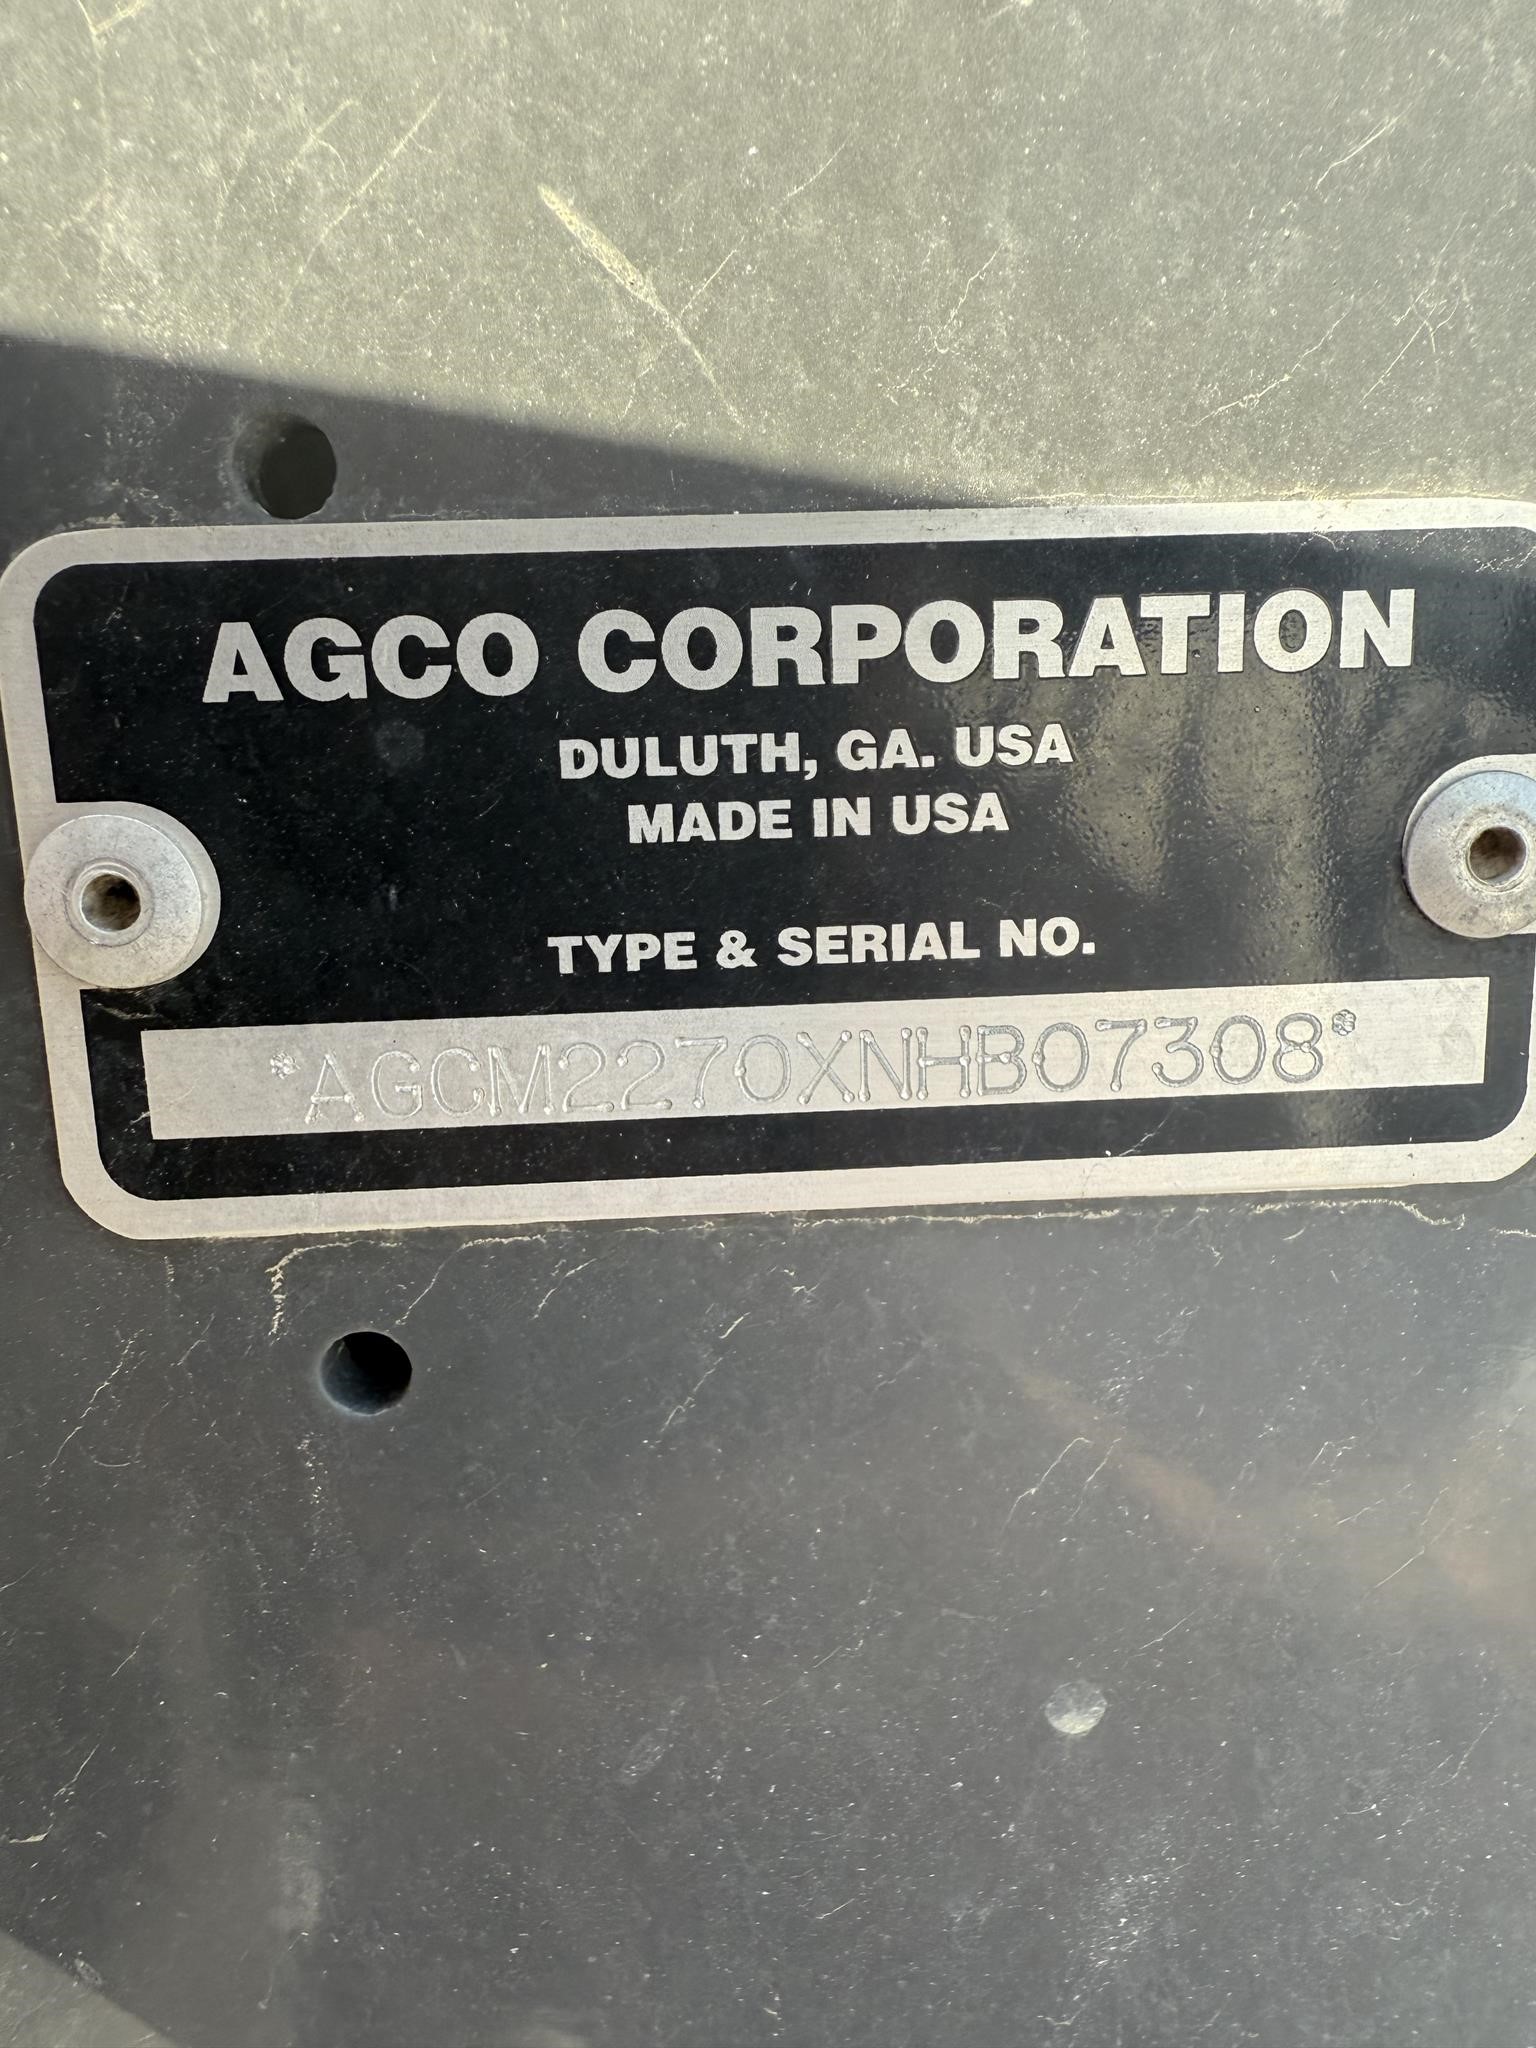 AGCO CORPORATION
DULUTH, GA. USA
MADE IN USA
TYPE & SERIAL NO.
*AGCM2270XNHB07308*